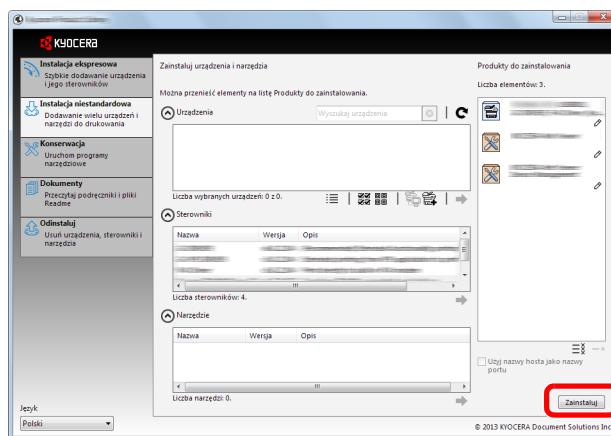 KYOCERA
Instalacja ekspresowa
Szybkie dodawanie urządzenia
i jego sterowników
Instalacja niestandardowa
Dodawanie wielu urządzeń i
narzędzi do drukowania
Konserwacja
Uruchom programy
narzędziowe
Dokumenty
Przeczytaj podręczniki i pliki
Readme
Odinstaluj
Usuń urządzenia, sterowniki i
narzędzia
Język
Polski
Zainstaluj urządzenia i narzędzia
Można przenieść elementy na listę Produkty do zainstalowania.
Urządzenia
Wyszukaj urządzenia
Liczba wybranych urządzeń: 0 z 0.
Sterowniki
Nazwa Wersja Opis
Liczba sterowników: 4.
Narzędzie
Nazwa Wersja Opis
Liczba narzędzi: 0.
Produkty do zainstalowania
Liczba elementów: 3.
Użyj nazwy hosta jako nazwy
portu
Zainstaluj
© 2013 KYOCERA Document Solutions Inc